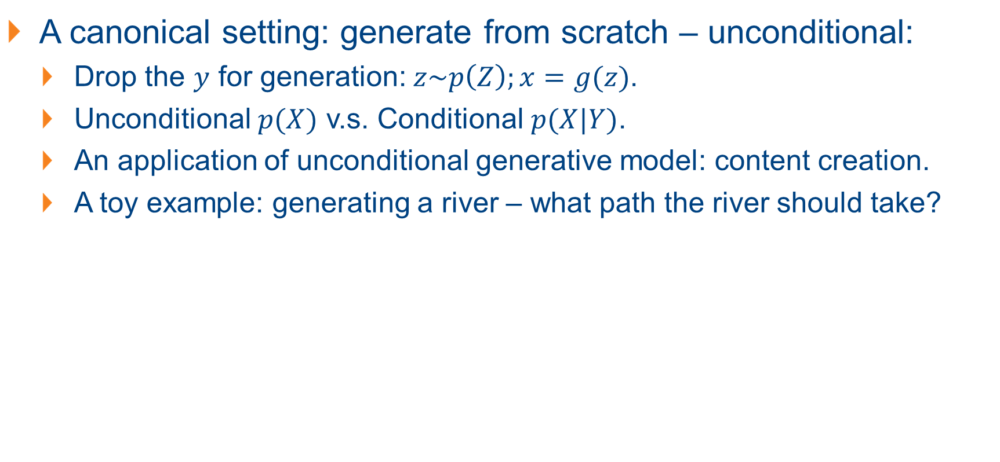 A canonical setting: generate from scratch – unconditional:
Drop the 𝑦 for generation: 𝑧~𝑝(𝑍); 𝑥 = 𝑔(𝑧).
Unconditional 𝑝(𝑋) v.s. Conditional 𝑝(𝑋|𝑌).
An application of unconditional generative model: content creation.
A toy example: generating a river – what path the river should take?